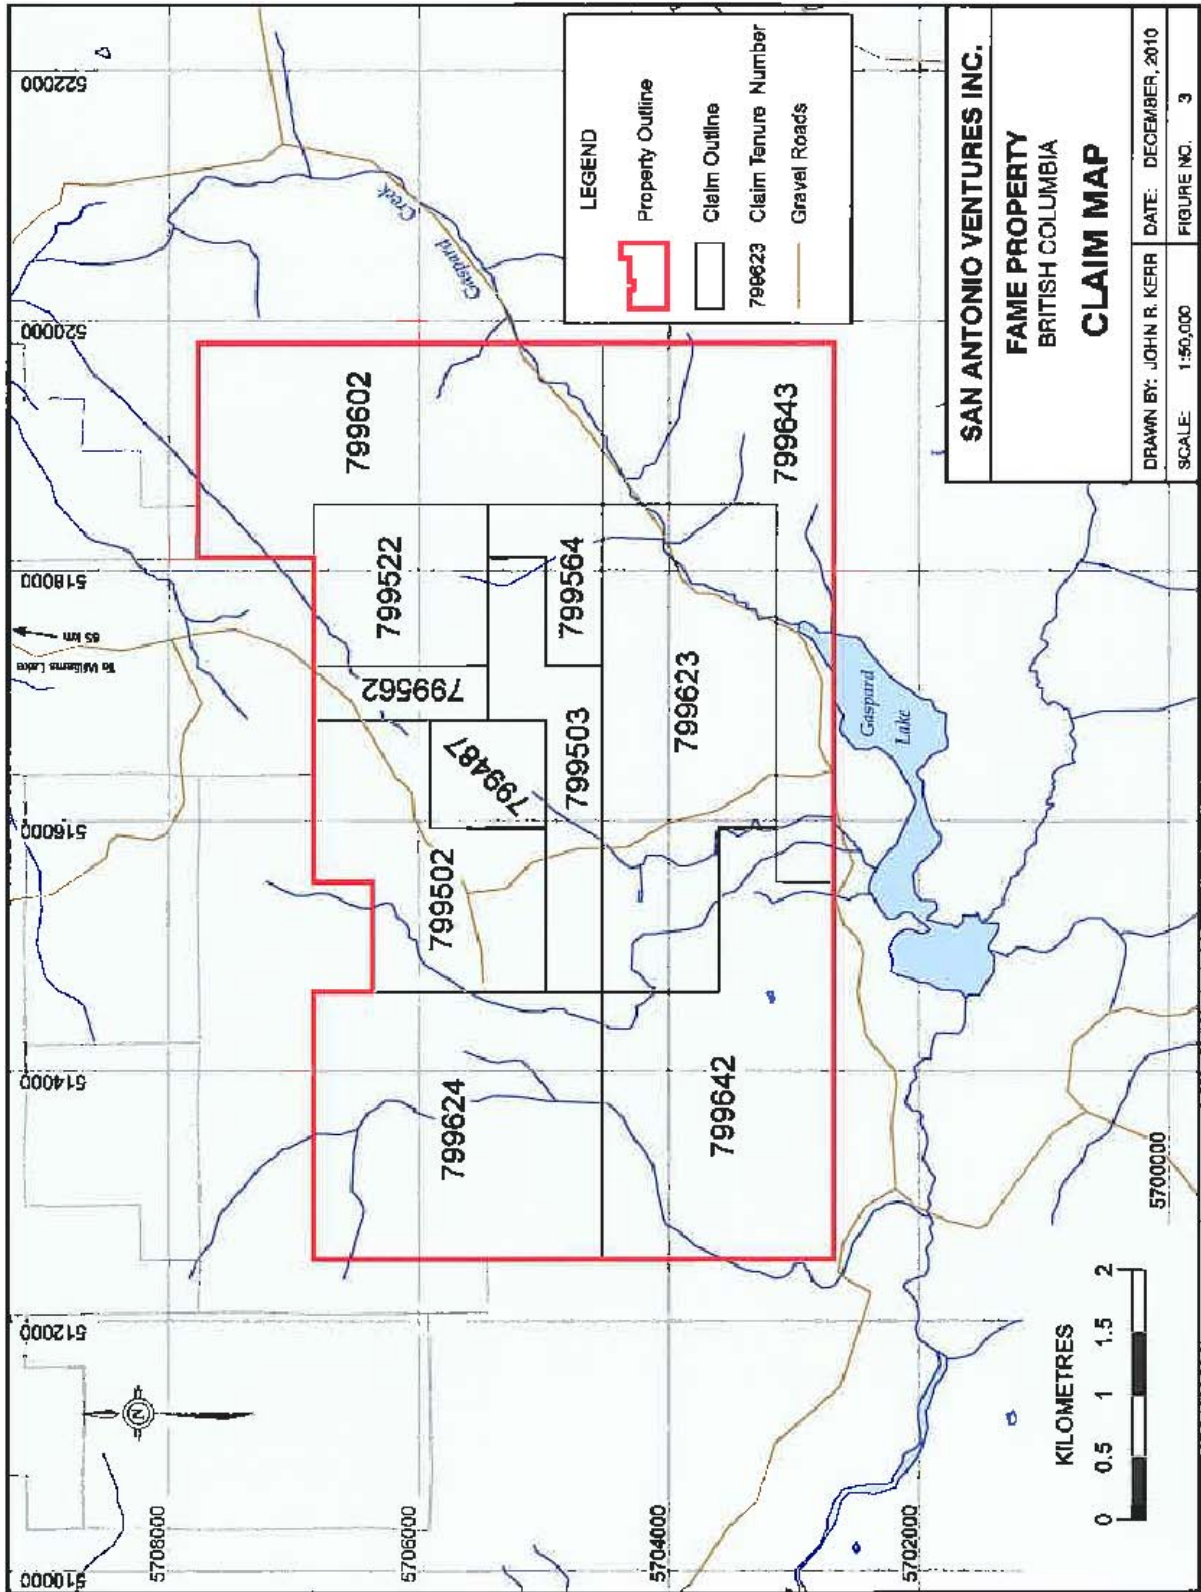 510000
512000
514000
516000
518000
520000
522000
5708000
5706000
5704000
5702000
5700000
N
To Williams Lake
65 km
799602
799522
799562
799487
799502
799503
799564
799624
799623
799642
799643
Gaspard
Creek
Gaspard
Lake
LEGEND
Property Outline
Claim Outline
799623 Claim Tenure Number
Gravel Roads
KILOMETRES
0 0.5 1 1.5 2
SAN ANTONIO VENTURES INC.
FAME PROPERTY
BRITISH COLUMBIA
CLAIM MAP
DRAWN BY: JOHN R. KERR DATE: DECEMBER, 2010
SCALE: 1:50,000 FIGURE NO. 3